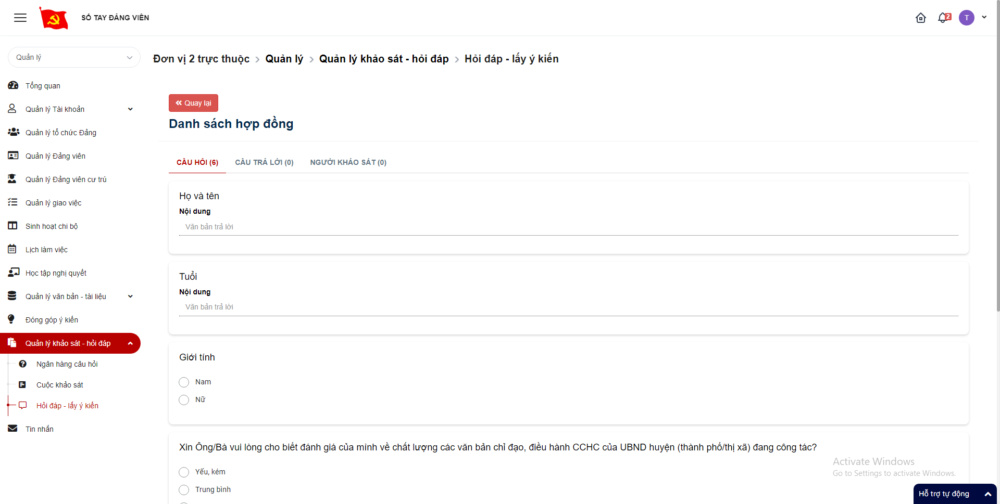 SỔ TAY ĐẢNG VIÊN
2
T
Quản lý
Đơn vị 2 trực thuộc > Quản lý > Quản lý khảo sát - hỏi đáp > Hỏi đáp - lấy ý kiến
Tổng quan
Quản lý Tài khoản
Quản lý tổ chức Đảng
Quản lý Đảng viên
Quản lý Đảng viên cư trú
Quản lý giao việc
Sinh hoạt chi bộ
Lịch làm việc
Học tập nghị quyết
Quản lý văn bản - tài liệu
Đóng góp ý kiến
Quản lý khảo sát - hỏi đáp
Ngân hàng câu hỏi
Cuộc khảo sát
Hỏi đáp - lấy ý kiến
Tin nhắn
Quay lại
Danh sách hợp đồng
CÂU HỎI (6) CÂU TRẢ LỜI (0) NGƯỜI KHẢO SÁT (0)
Họ và tên
Nội dung
Văn bản trả lời
Tuổi
Nội dung
Văn bản trả lời
Giới tính
Nam
Nữ
Xin Ông/Bà vui lòng cho biết đánh giá của mình về chất lượng các văn bản chỉ đạo, điều hành CCHC của UBND huyện (thành phố/thị xã) đang công tác?
Yếu, kém
Trung bình
Activate Windows
Go to Settings to activate Windows.
Hỗ trợ tự động